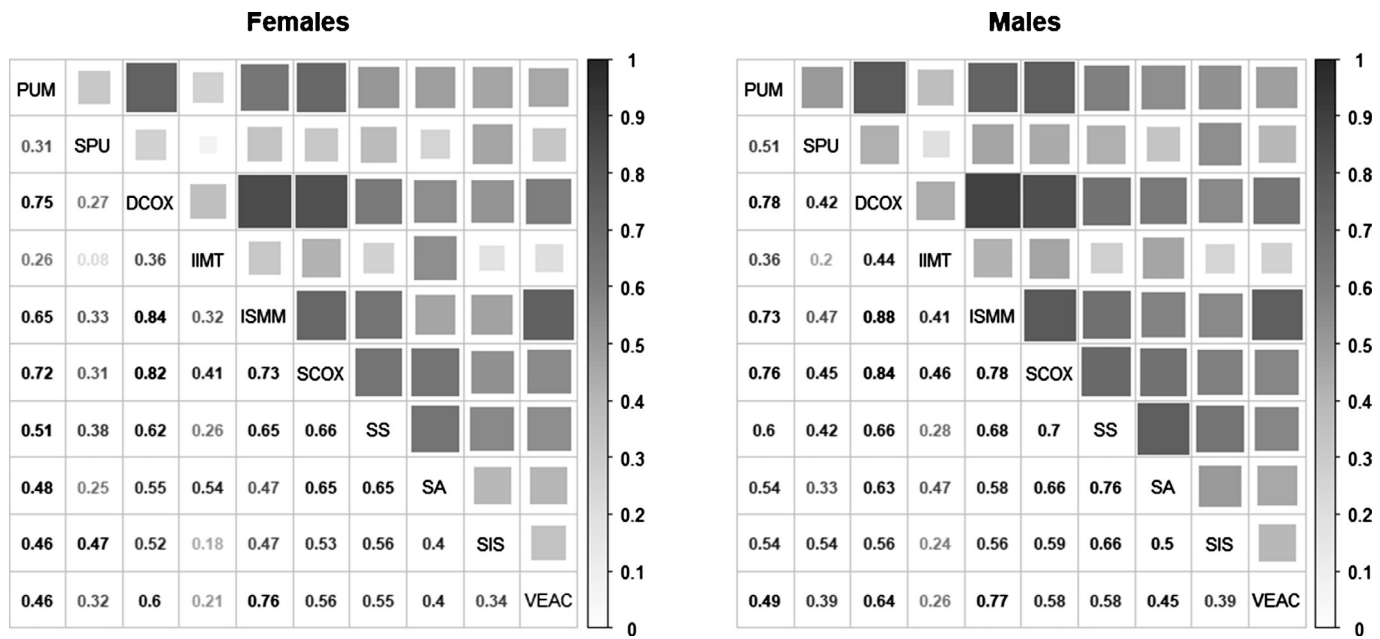 Females
PUM
0.31 SPU
0.75 0.27 DCOX
0.26 0.08 0.36 IIMT
0.65 0.33 0.84 0.32 ISMM
0.72 0.31 0.82 0.41 0.73 SCOX
0.51 0.38 0.62 0.26 0.65 0.66 SS
0.48 0.25 0.55 0.54 0.47 0.65 0.65 SA
0.46 0.47 0.52 0.18 0.47 0.53 0.56 0.4 SIS
0.46 0.32 0.6 0.21 0.76 0.56 0.55 0.4 0.34 VEAC
1
0.9
0.8
0.7
0.6
0.5
0.4
0.3
0.2
0.1
0
Males
PUM
0.51 SPU
0.78 0.42 DCOX
0.36 0.2 0.44 IIMT
0.73 0.47 0.88 0.41 ISMM
0.76 0.45 0.84 0.46 0.78 SCOX
0.6 0.42 0.66 0.28 0.68 0.7 SS
0.54 0.33 0.63 0.47 0.58 0.66 0.76 SA
0.54 0.54 0.56 0.24 0.56 0.59 0.66 0.5 SIS
0.49 0.39 0.64 0.26 0.77 0.58 0.58 0.45 0.39 VEAC
1
0.9
0.8
0.7
0.6
0.5
0.4
0.3
0.2
0.1
0